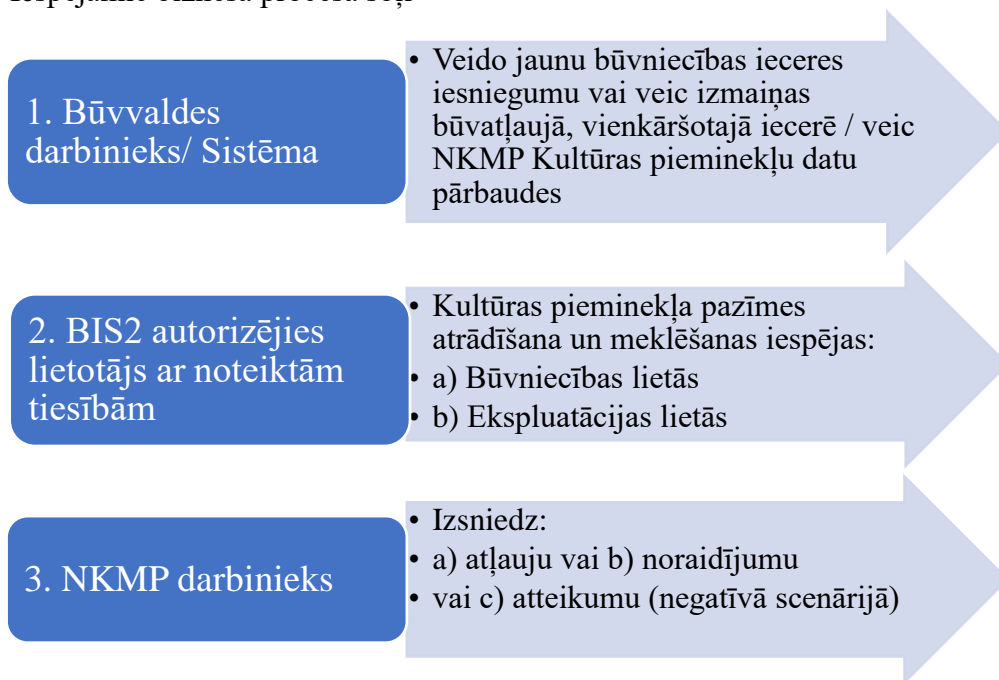 1. Būvvaldes
darbinieks/ Sistēma
• Veido jaunu būvniecības ieceres
iesniegumu vai veic izmaiņas
būvatļaujā, vienkāršotajā iecerē / veic
NKMP Kultūras pieminekļu datu
pārbaudes
2. BIS2 autorizējies
lietotājs ar noteiktām
tiesībām
• Kultūras pieminekļa pazīmes
atrādīšana un meklēšanas iespējas:
• a) Būvniecības lietās
• b) Ekspluatācijas lietās
3. NKMP darbinieks
• Izsniedz:
• a) atļauju vai b) noraidījumu
• vai c) atteikumu (negatīvā scenārijā)